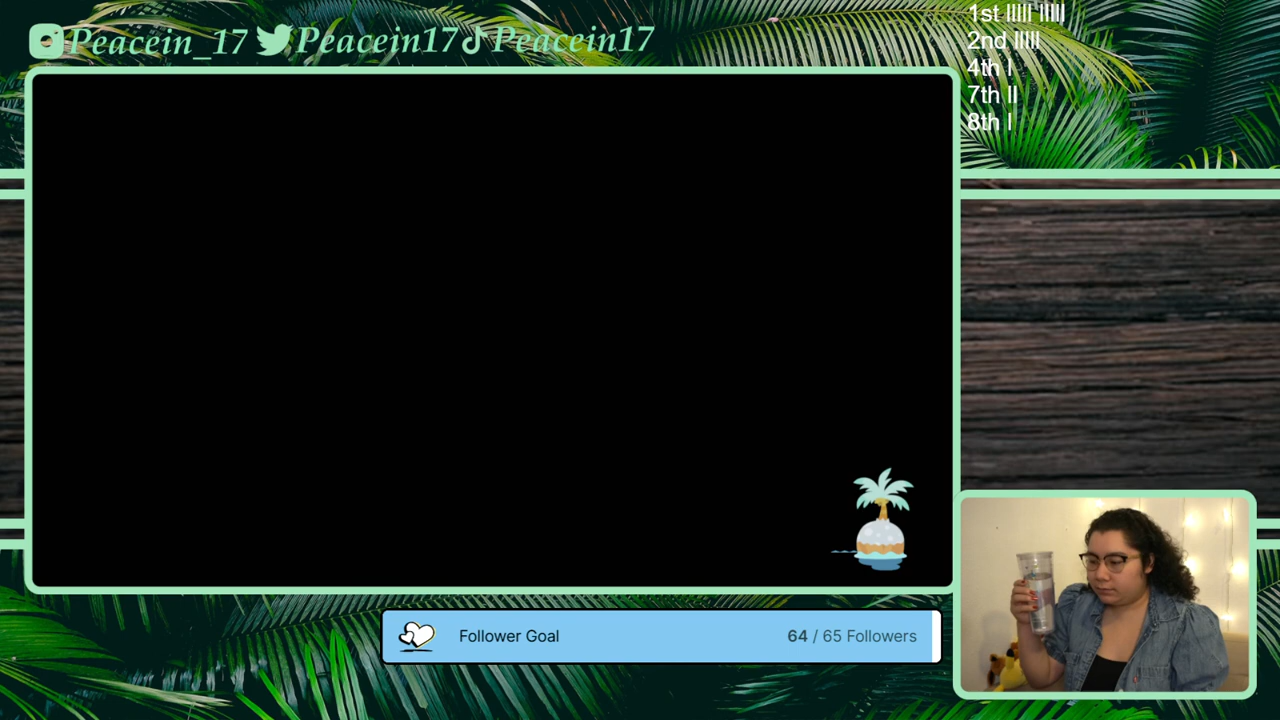 Peacein_17 Peacein17 Peacein17
1st IIIII IIIII
2nd IIIII
4th I
7th II
8th I
Follower Goal 64 / 65 Followers